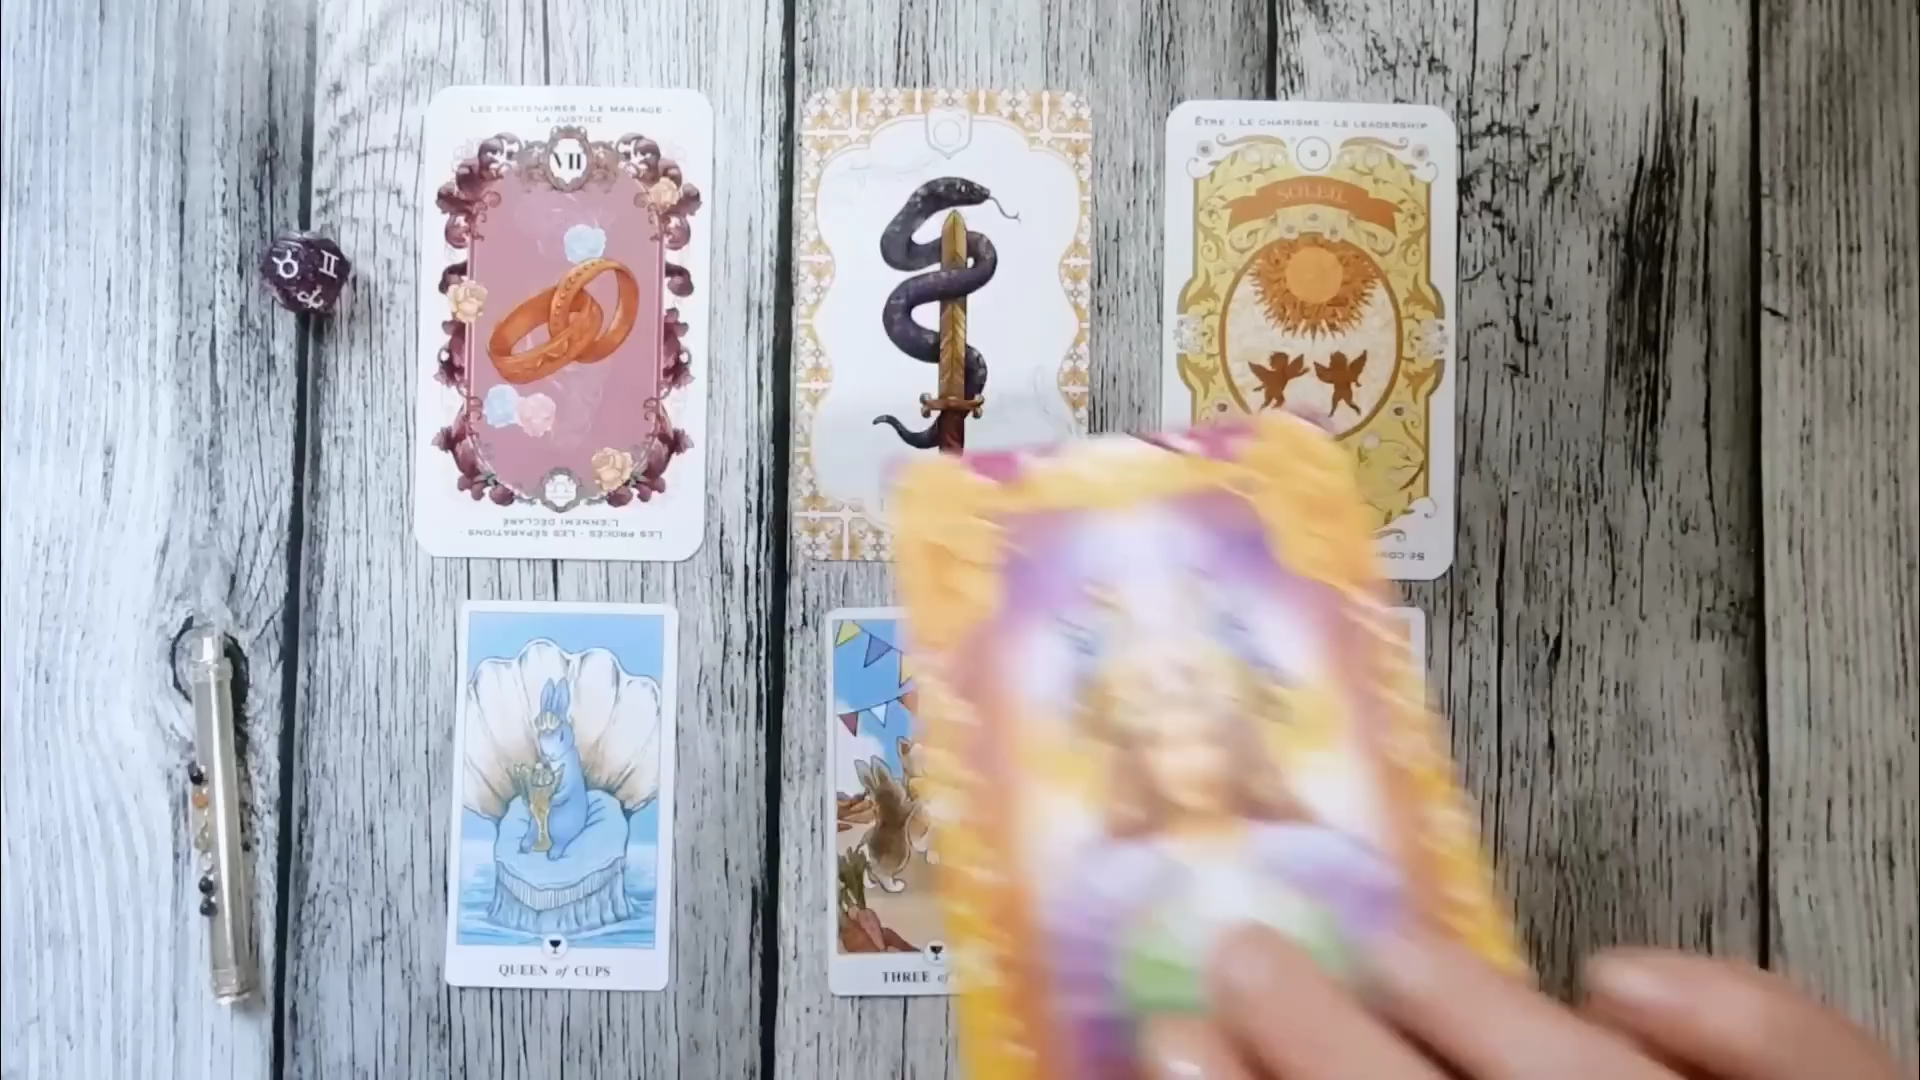 LES PARTENAIRES - LE MARIAGE -
LA JUSTICE
VII
LES PROCÈS - LES SÉPARATIONS -
L'ENNEMI DÉCLARÉ
ÊTRE - LE CHARISME - LE LEADERSHIP
SOLEIL
QUEEN of CUPS
THREE of